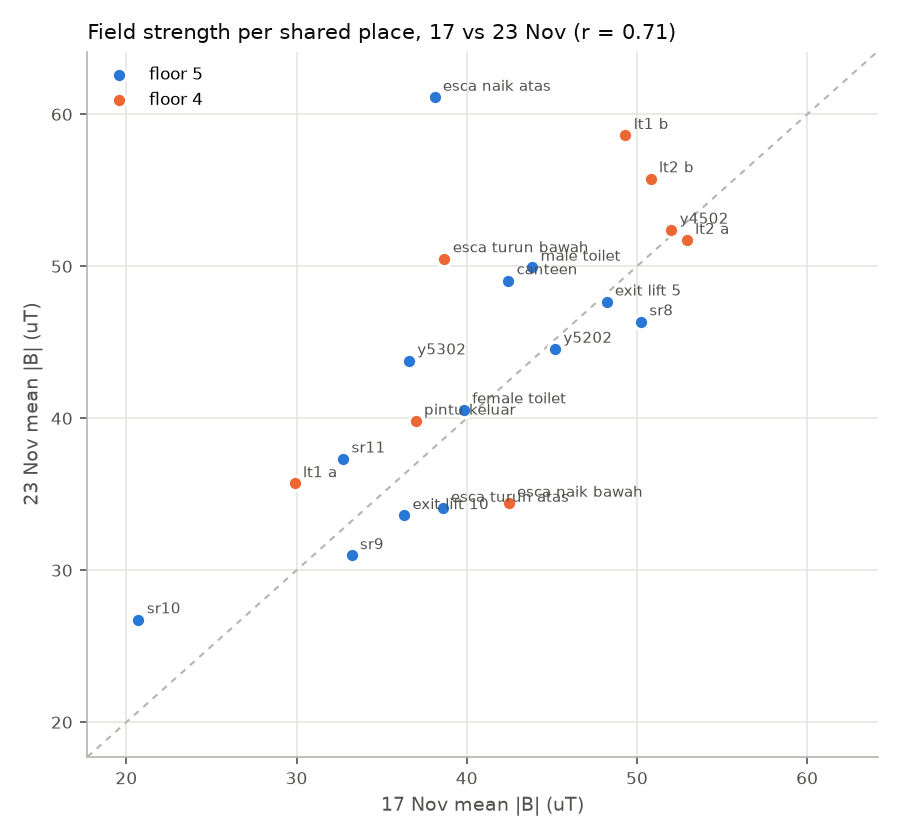 Field strength per shared place, 17 vs 23 Nov (r = 0.71)
floor 5
floor 4
esca naik atas
lt1 b
lt2 b
y4502
lt2 a
esca turun bawah
male toilet
canteen
exit lift 5
sr8
y5202
y5302
female toilet
pintu keluar
sr11
lt1 a
esca naik bawah
esca turun atas
exit lift 10
sr9
sr10
60
50
40
30
20
20
30
40
50
60
23 Nov mean |B| (uT)
17 Nov mean |B| (uT)